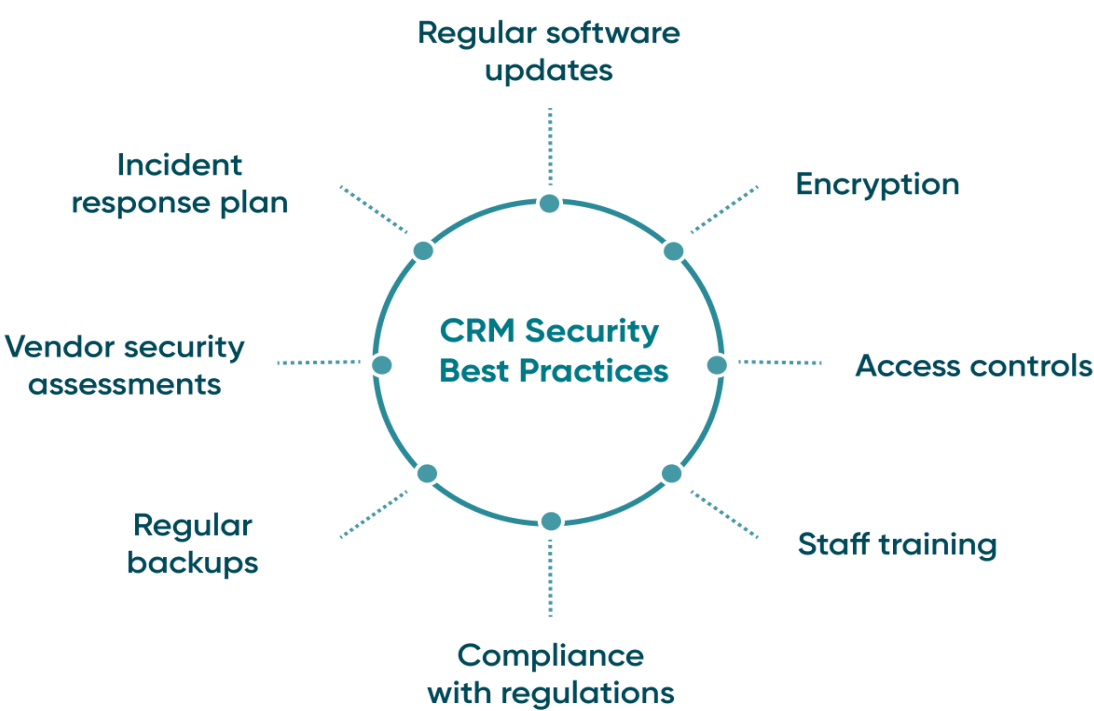 Regular software
updates
Incident
response plan
Encryption
CRM Security
Best Practices
Vendor security
assessments
Access controls
Regular
backups
Staff training
Compliance
with regulations